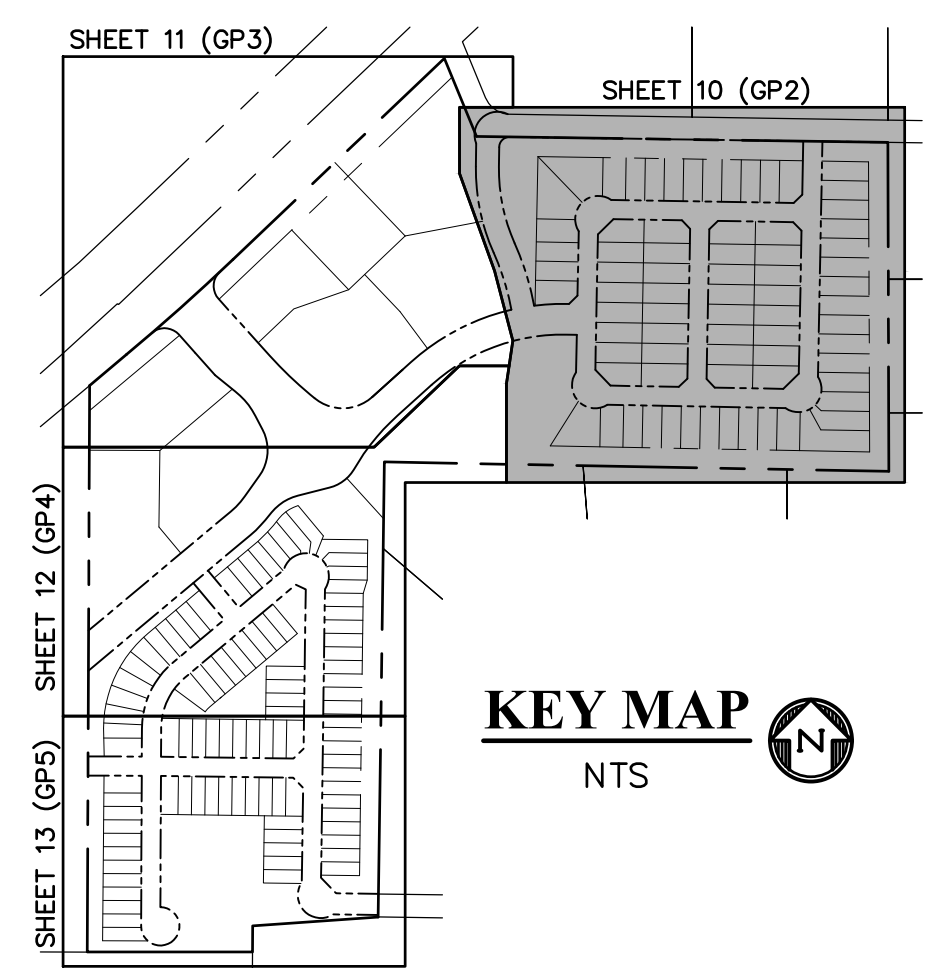 SHEET 11 (GP3)
SHEET 10 (GP2)
SHEET 12 (GP4)
SHEET 13 (GP5)
KEY MAP
NTS
N